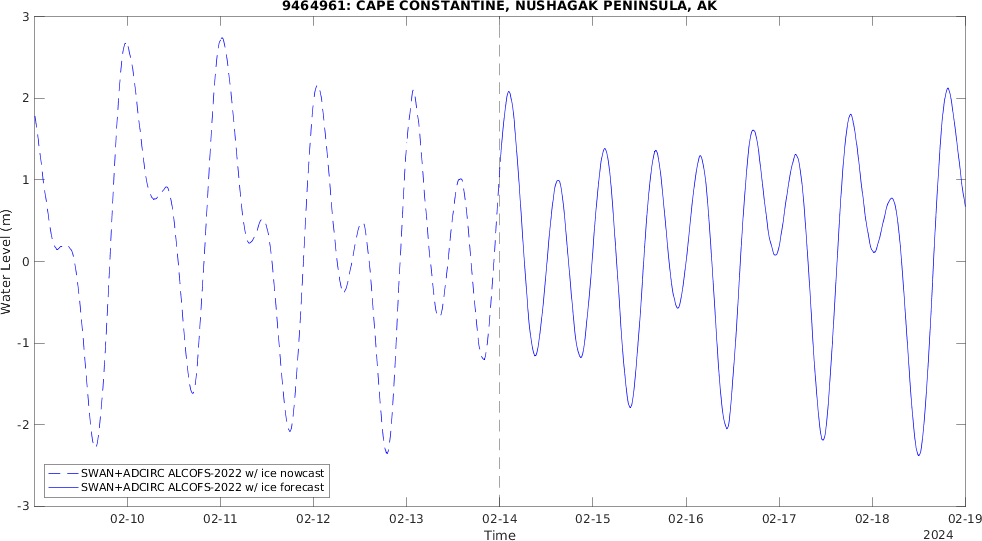 9464961: CAPE CONSTANTINE, NUSHAGAK PENINSULA, AK
3
2
1
0
-1
-2
-3
Water Level (m)
SWAN+ADCIRC ALCOFS-2022 w/ ice nowcast
SWAN+ADCIRC ALCOFS-2022 w/ ice forecast
02-10 02-11 02-12 02-13 02-14 02-15 02-16 02-17 02-18 02-19
Time
2024